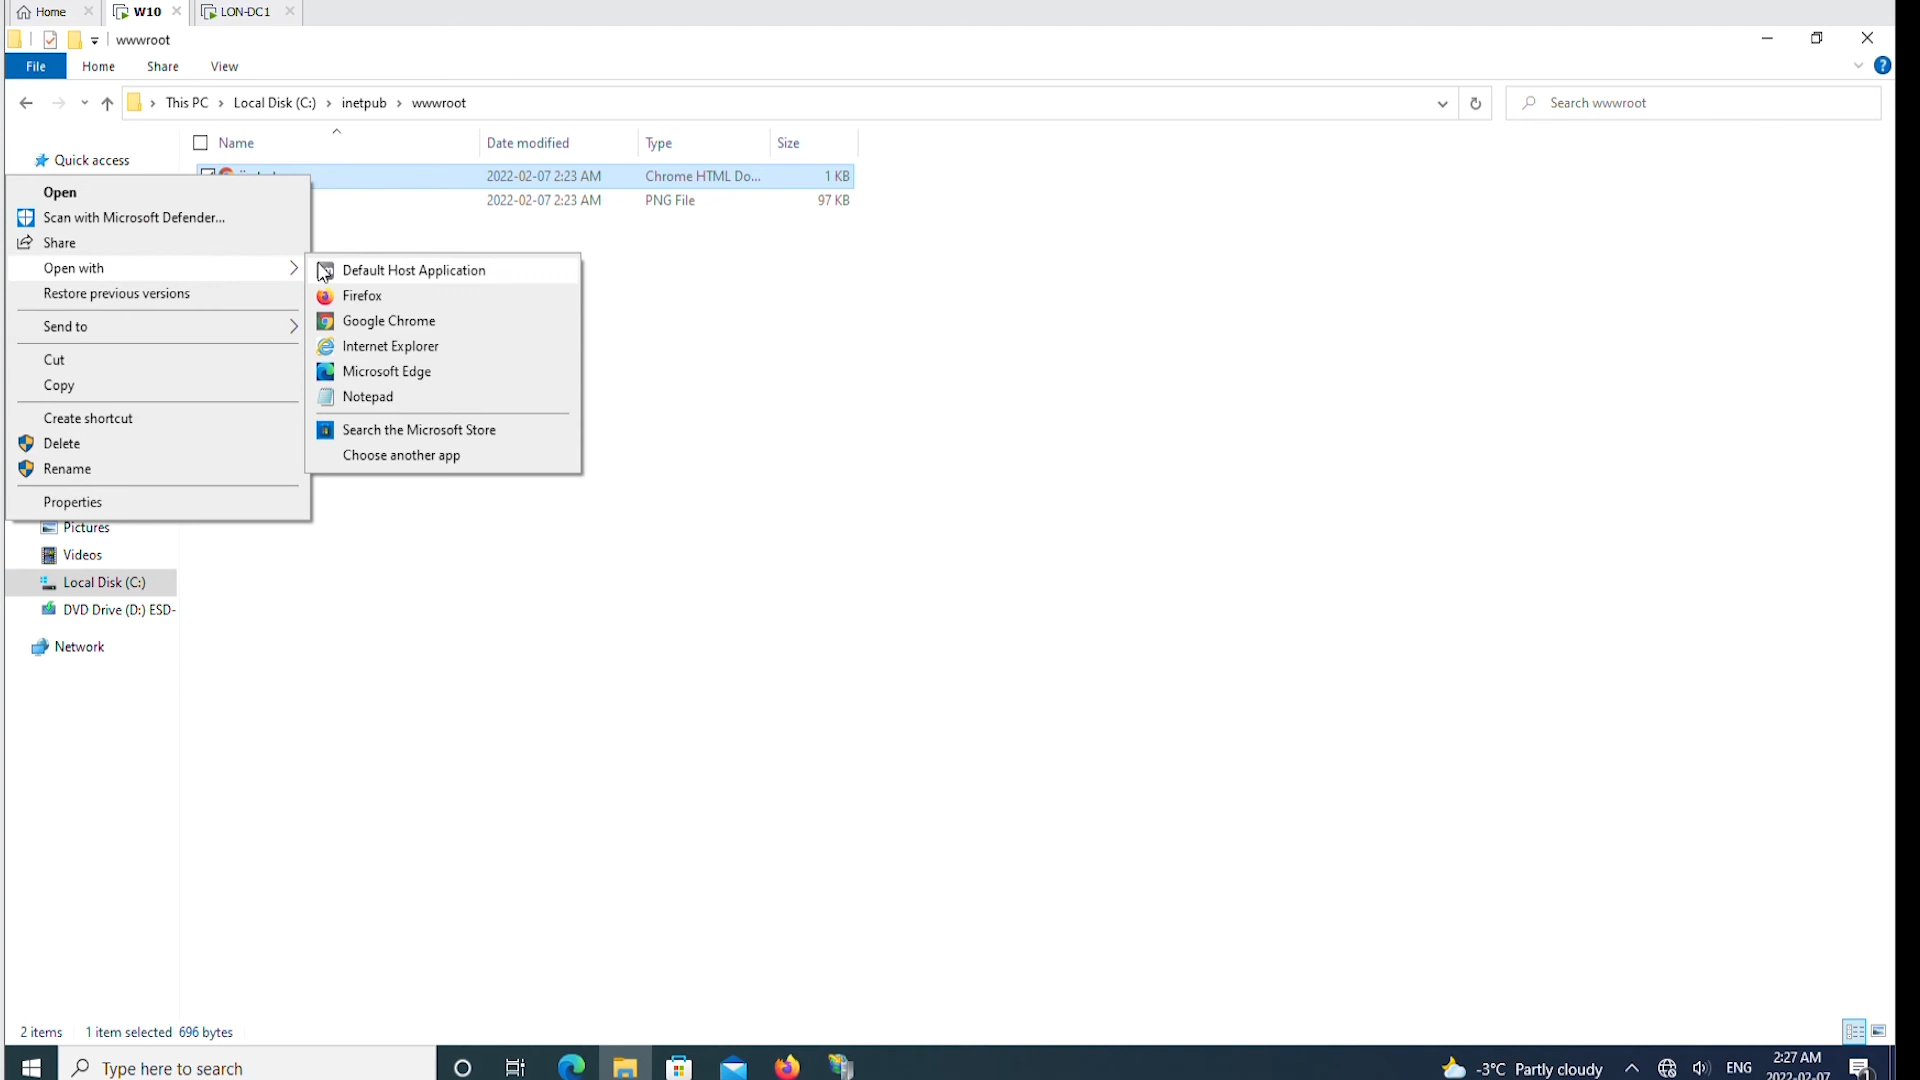 Home
W10
LON-DC1
wwwroot
File
Home
Share
View
This PC
Local Disk (C:)
inetpub
wwwroot
Search wwwroot
Name
Date modified
Type
Size
Quick access
2022-02-07 2:23 AM
Chrome HTML Do...
1 KB
2022-02-07 2:23 AM
PNG File
97 KB
Open
Scan with Microsoft Defender...
Share
Open with
Restore previous versions
Send to
Cut
Copy
Create shortcut
Delete
Rename
Properties
Default Host Application
Firefox
Google Chrome
Internet Explorer
Microsoft Edge
Notepad
Search the Microsoft Store
Choose another app
Pictures
Videos
Local Disk (C:)
DVD Drive (D:) ESD-
Network
2 items
1 item selected 696 bytes
Type here to search
-3°C Partly cloudy
ENG
2:27 AM
2022-02-07